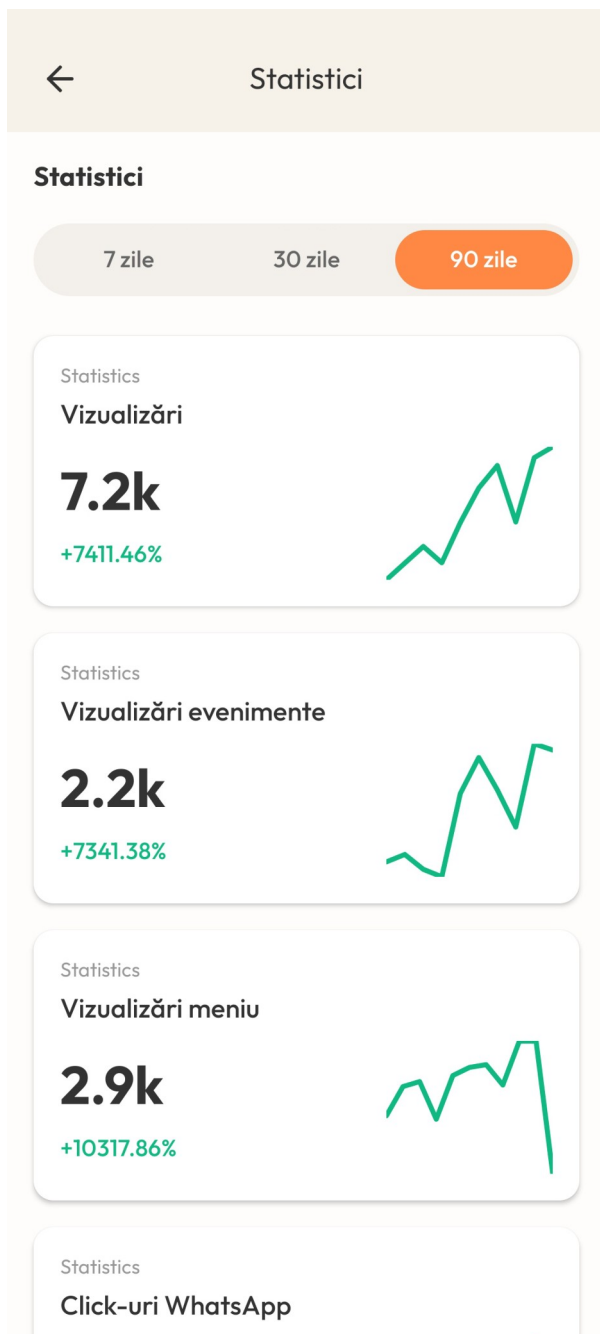 Statistici
Statistici
7 zile 30 zile 90 zile
Statistics
Vizualizări
7.2k
+7411.46%
Statistics
Vizualizări evenimente
2.2k
+7341.38%
Statistics
Vizualizări meniu
2.9k
+10317.86%
Statistics
Click-uri WhatsApp